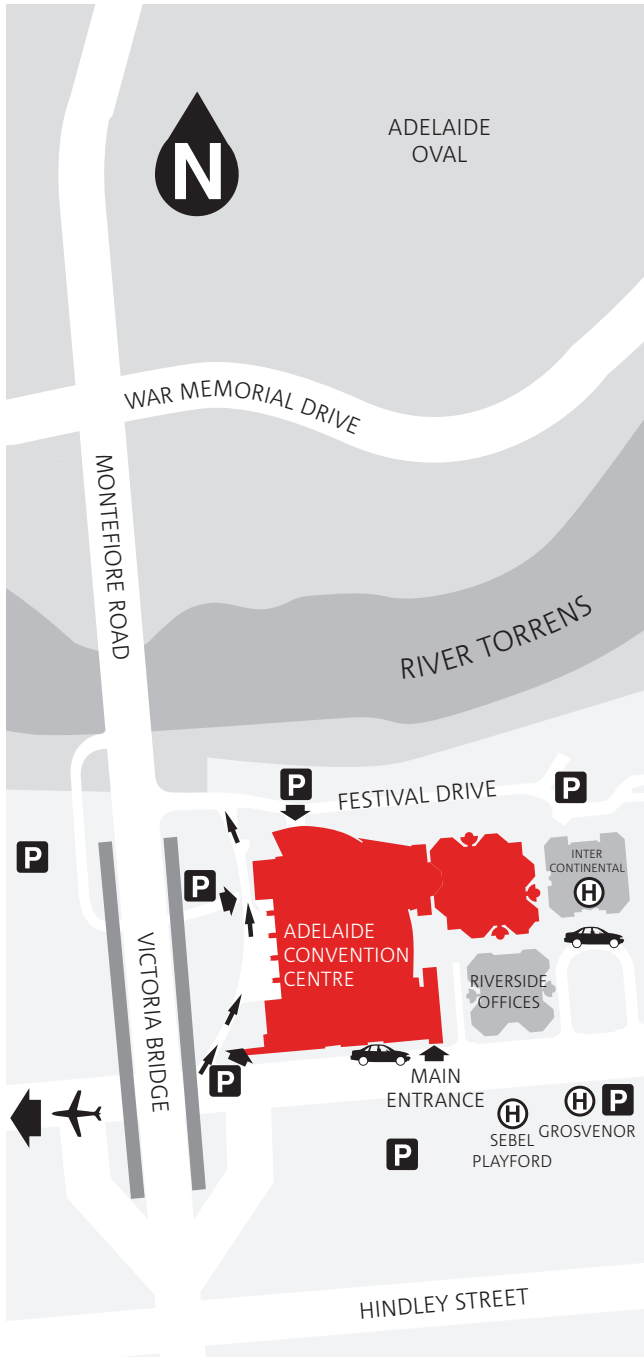 ADELAIDE
OVAL
N
WAR MEMORIAL DRIVE
MONTEFIORE ROAD
RIVER TORRENS
P
FESTIVAL DRIVE
P
P
P
INTER
CONTINENTAL
H
ADELAIDE
CONVENTION
CENTRE
RIVERSIDE
OFFICES
VICTORIA BRIDGE
P
MAIN
ENTRANCE
H
SEBEL
PLAYFORD
H
P
GROSVENOR
P
HINDLEY STREET